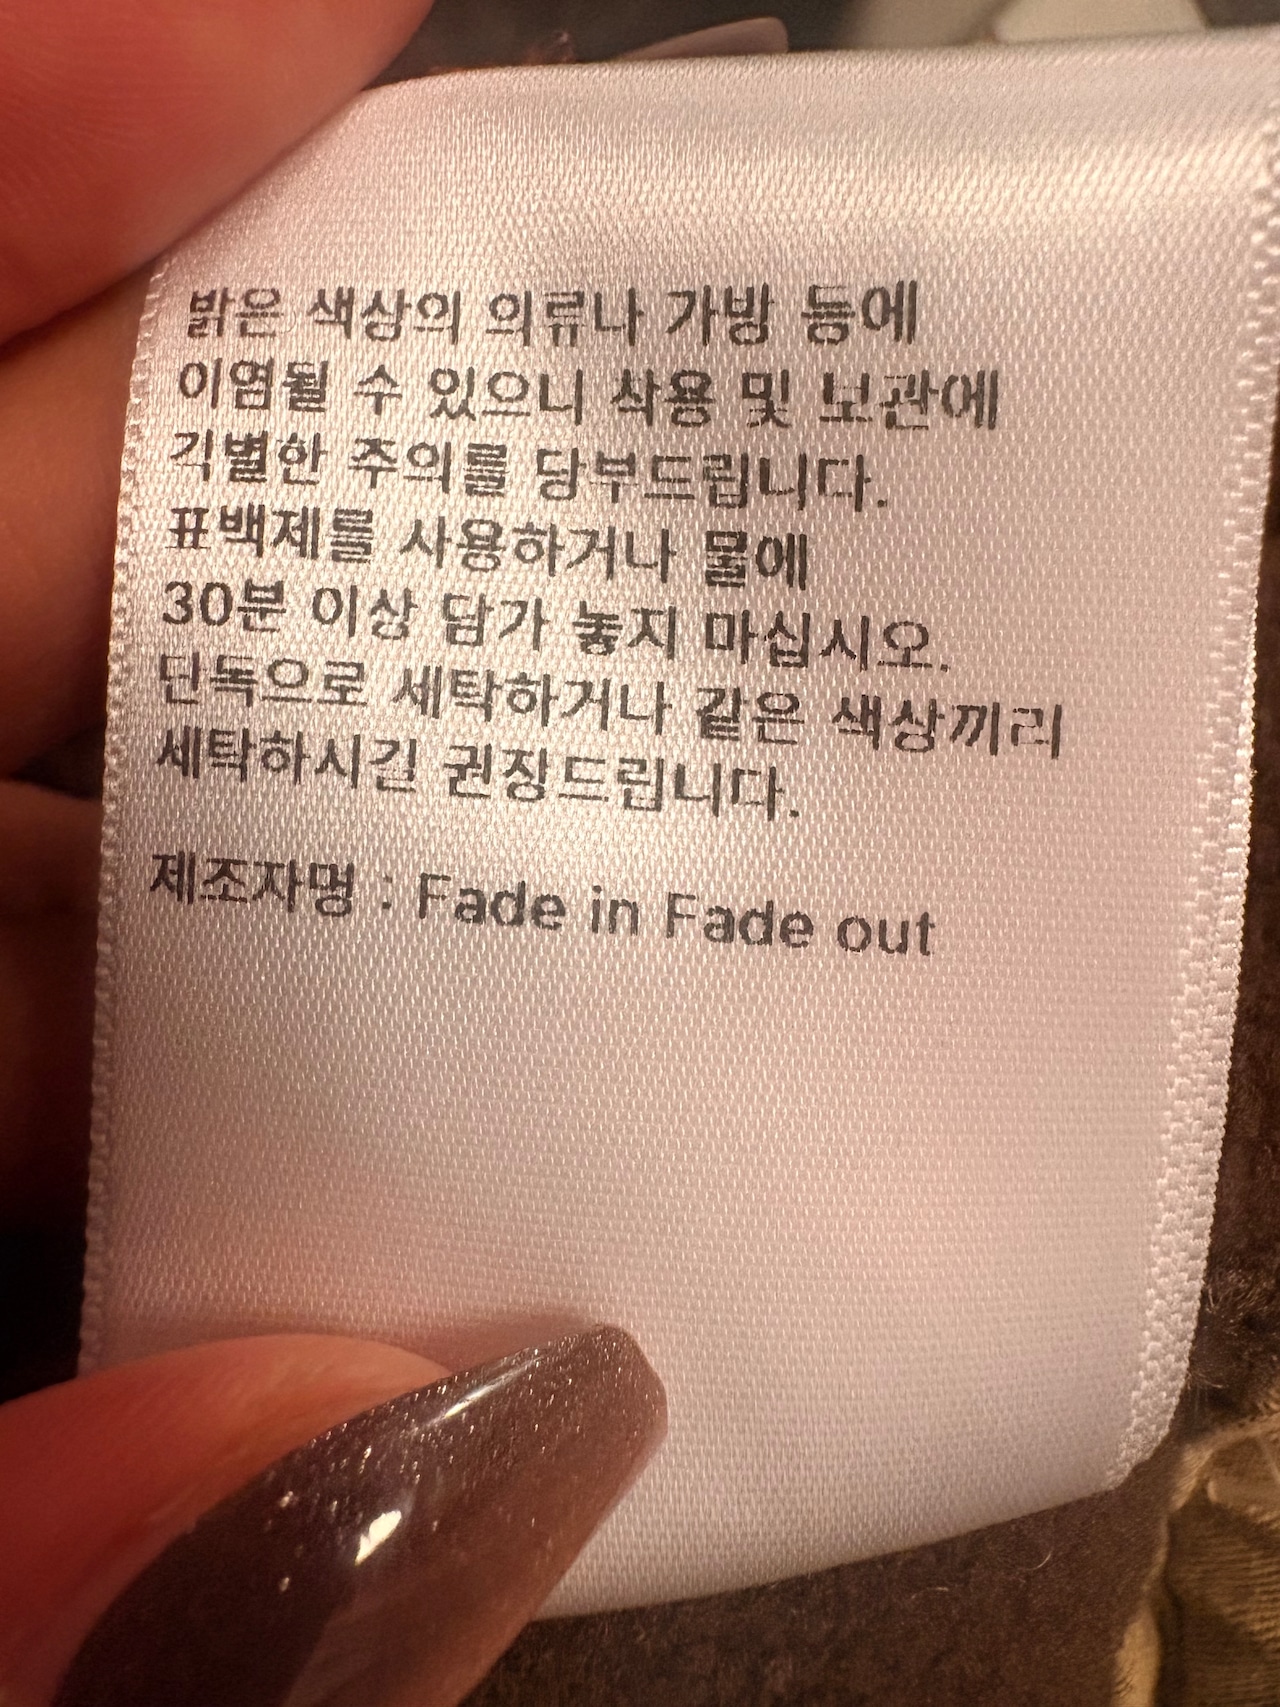 밝은 색상의 의류나 가방 등에
이염될 수 있으니 착용 및 보관에
각별한 주의를 당부드립니다.
표백제를 사용하거나 물에
30분 이상 담가 놓지 마십시오.
단독으로 세탁하거나 같은 색상끼리
세탁하시길 권장드립니다.
제조자명 : Fade in Fade out